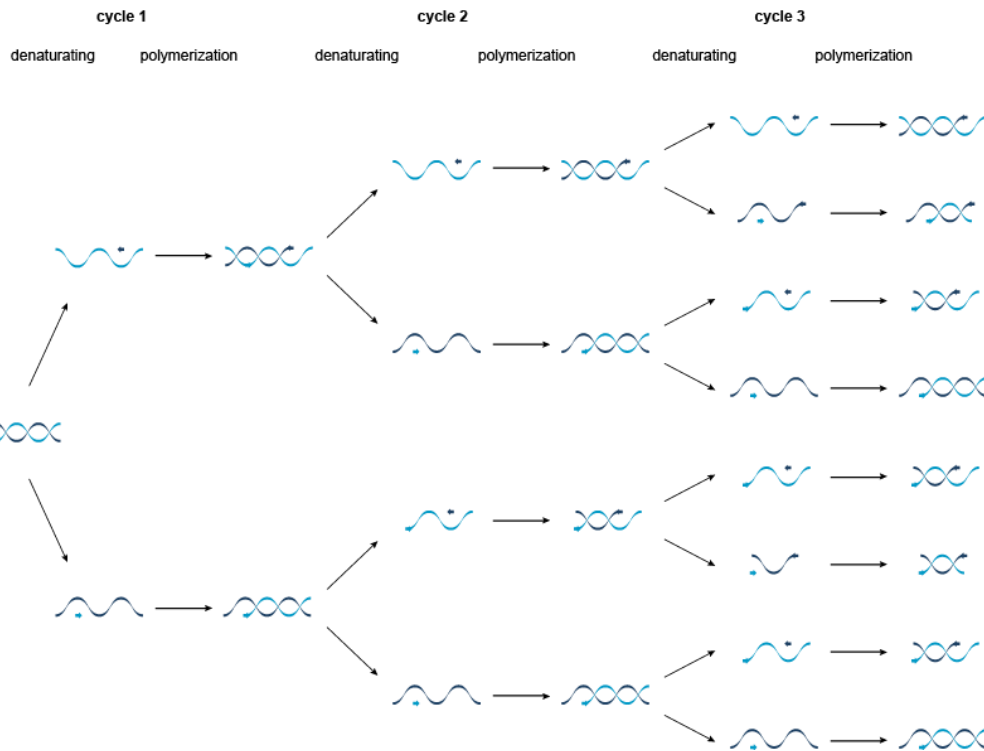 cycle 1 cycle 2 cycle 3
denaturating polymerization denaturating polymerization denaturating polymerization